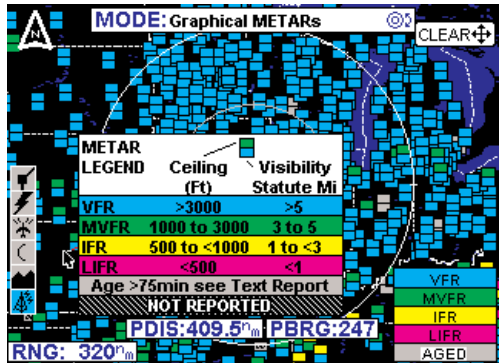 MODE: Graphical METARs
N
CLEAR
METAR
LEGEND Ceiling Visibility
(Ft) Statute Mi
VFR >3000 >5
MVFR 1000 to 3000 3 to 5
IFR 500 to <1000 1 to <3
LIFR <500 <1
Age >75min see Text Report
NOT REPORTED
VFR
MVFR
IFR
LIFR
AGED
PDIS:409.5nm PBRG:247
RNG: 320nm